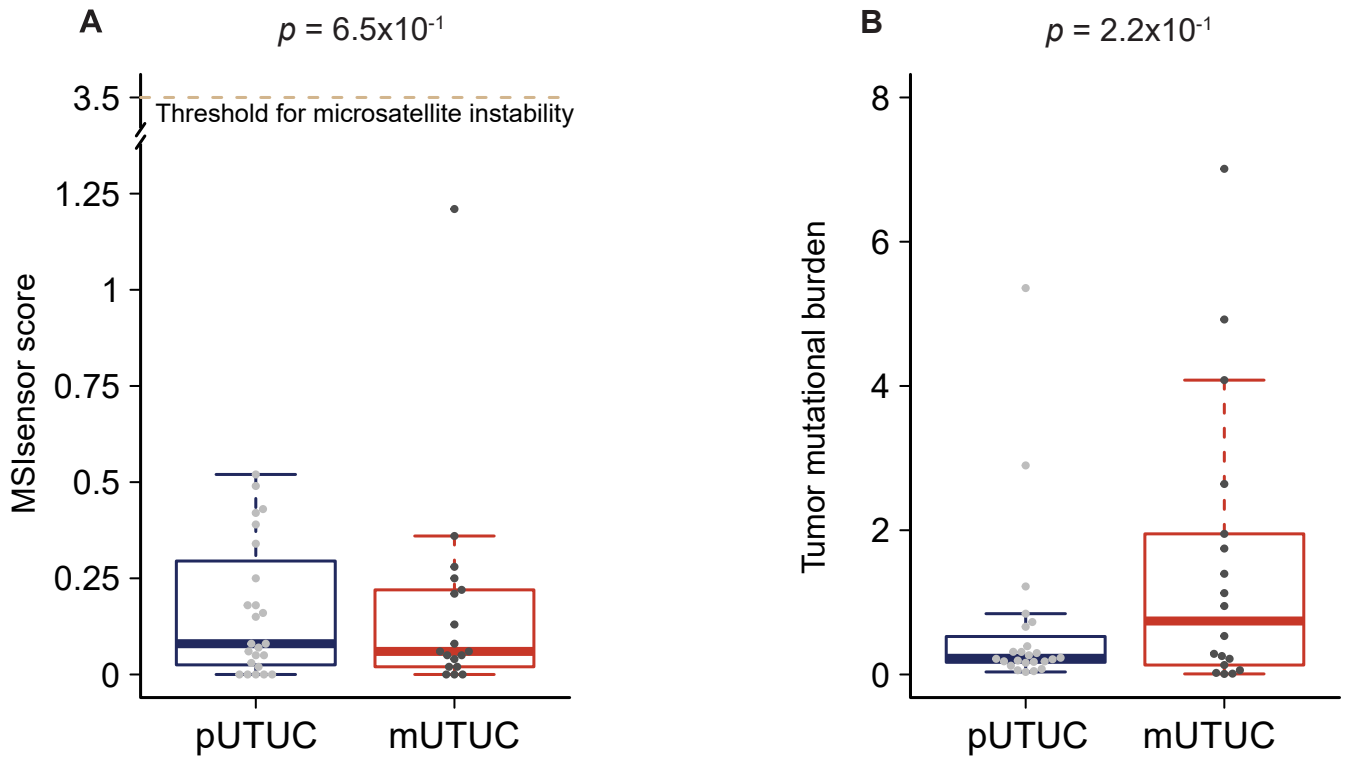 A
p = 6.5x10⁻¹
3.5
Threshold for microsatellite instability
1.25
1
0.75
0.5
0.25
0
MSIsensor score
pUTUC
mUTUC
B
p = 2.2x10⁻¹
8
6
4
2
0
Tumor mutational burden
pUTUC
mUTUC